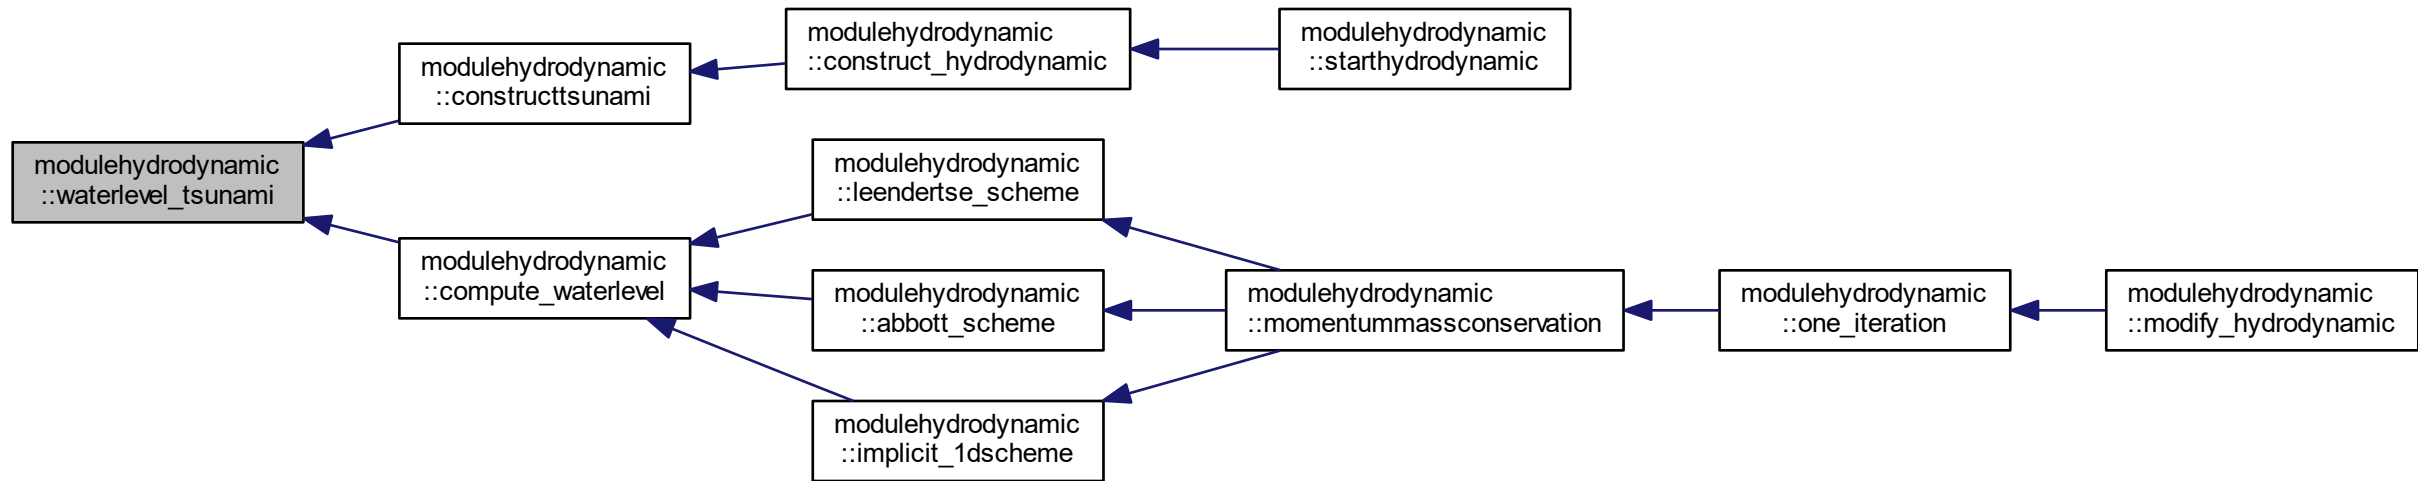 modulehydrodynamic
::waterlevel_tsunami
modulehydrodynamic
::constructtsunami
modulehydrodynamic
::construct_hydrodynamic
modulehydrodynamic
::starthydrodynamic
modulehydrodynamic
::compute_waterlevel
modulehydrodynamic
::leendertse_scheme
modulehydrodynamic
::abbott_scheme
modulehydrodynamic
::implicit_1dscheme
modulehydrodynamic
::momentummassconservation
modulehydrodynamic
::one_iteration
modulehydrodynamic
::modify_hydrodynamic